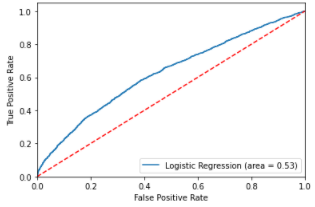 1.0
0.8
0.6
0.4
0.2
0.0
True Positive Rate
Logistic Regression (area = 0.53)
0.0 0.2 0.4 0.6 0.8 1.0
False Positive Rate